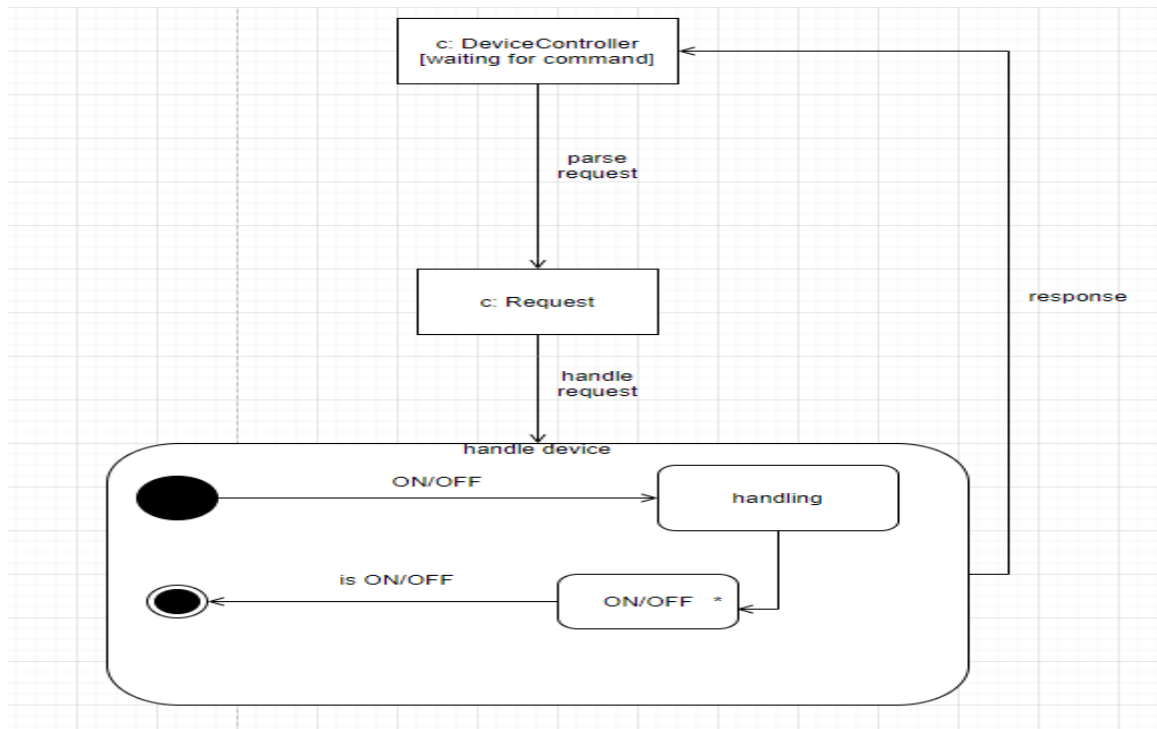 c: DeviceController
[waiting for command]
parse
request
c: Request
response
handle
request
handle device
ON/OFF
handling
is ON/OFF
ON/OFF *